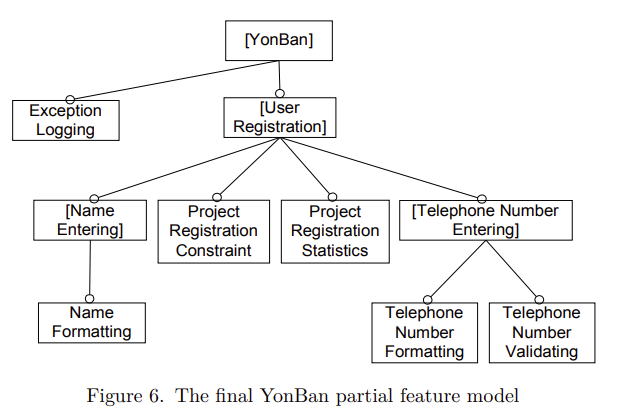 [YonBan]
Exception
Logging
[User
Registration]
[Name
Entering]
Project
Registration
Constraint
Project
Registration
Statistics
[Telephone Number
Entering]
Name
Formatting
Telephone
Number
Formatting
Telephone
Number
Validating
Figure 6. The final YonBan partial feature model